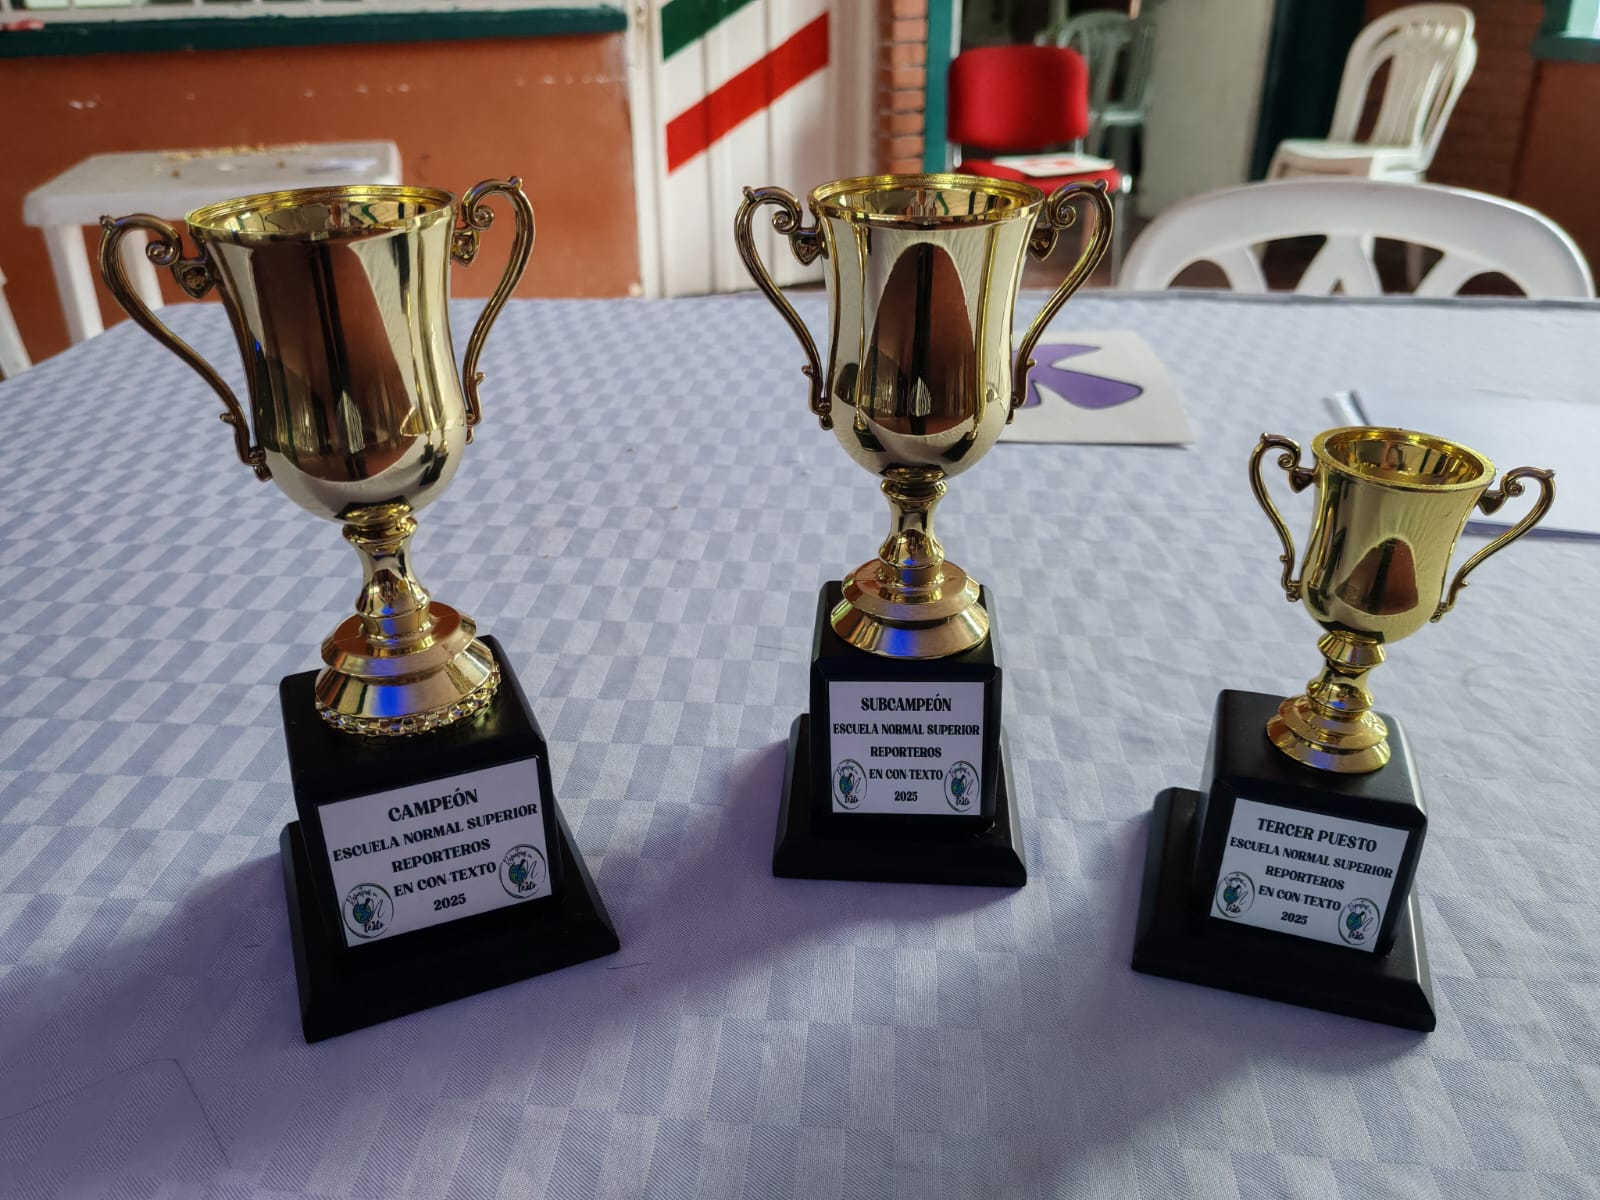 CAMPEÓN
ESCUELA NORMAL SUPERIOR
REPORTEROS
EN CON-TEXTO
2025
SUBCAMPEÓN
ESCUELA NORMAL SUPERIOR
REPORTEROS
EN CON-TEXTO
2025
TERCER PUESTO
ESCUELA NORMAL SUPERIOR
REPORTEROS
EN CON-TEXTO
2025